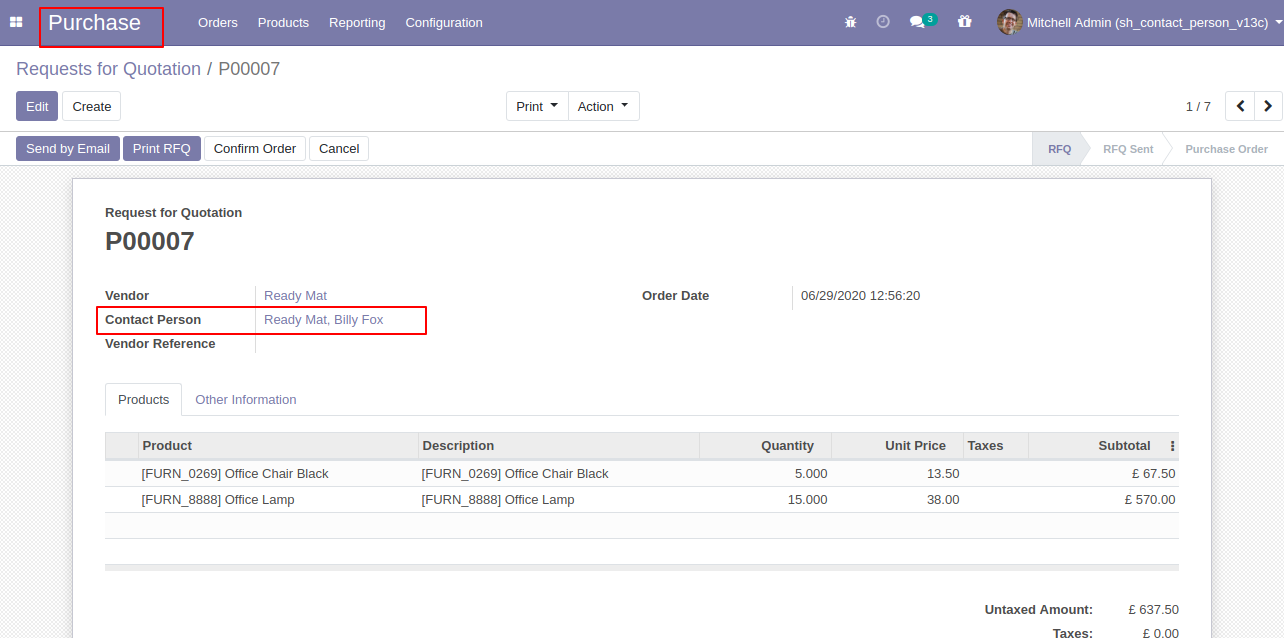 Purchase Orders Products Reporting Configuration 3 Mitchell Admin (sh_contact_person_v13c)
Requests for Quotation / P00007
Edit Create Print Action 1 / 7
Send by Email Print RFQ Confirm Order Cancel RFQ RFQ Sent Purchase Order
Request for Quotation
P00007
Vendor Ready Mat Order Date 06/29/2020 12:56:20
Contact Person Ready Mat, Billy Fox
Vendor Reference
Products Other Information
Product Description Quantity Unit Price Taxes Subtotal
[FURN_0269] Office Chair Black [FURN_0269] Office Chair Black 5.000 13.50 £ 67.50
[FURN_8888] Office Lamp [FURN_8888] Office Lamp 15.000 38.00 £ 570.00
Untaxed Amount: £ 637.50
Taxes: £ 0.00